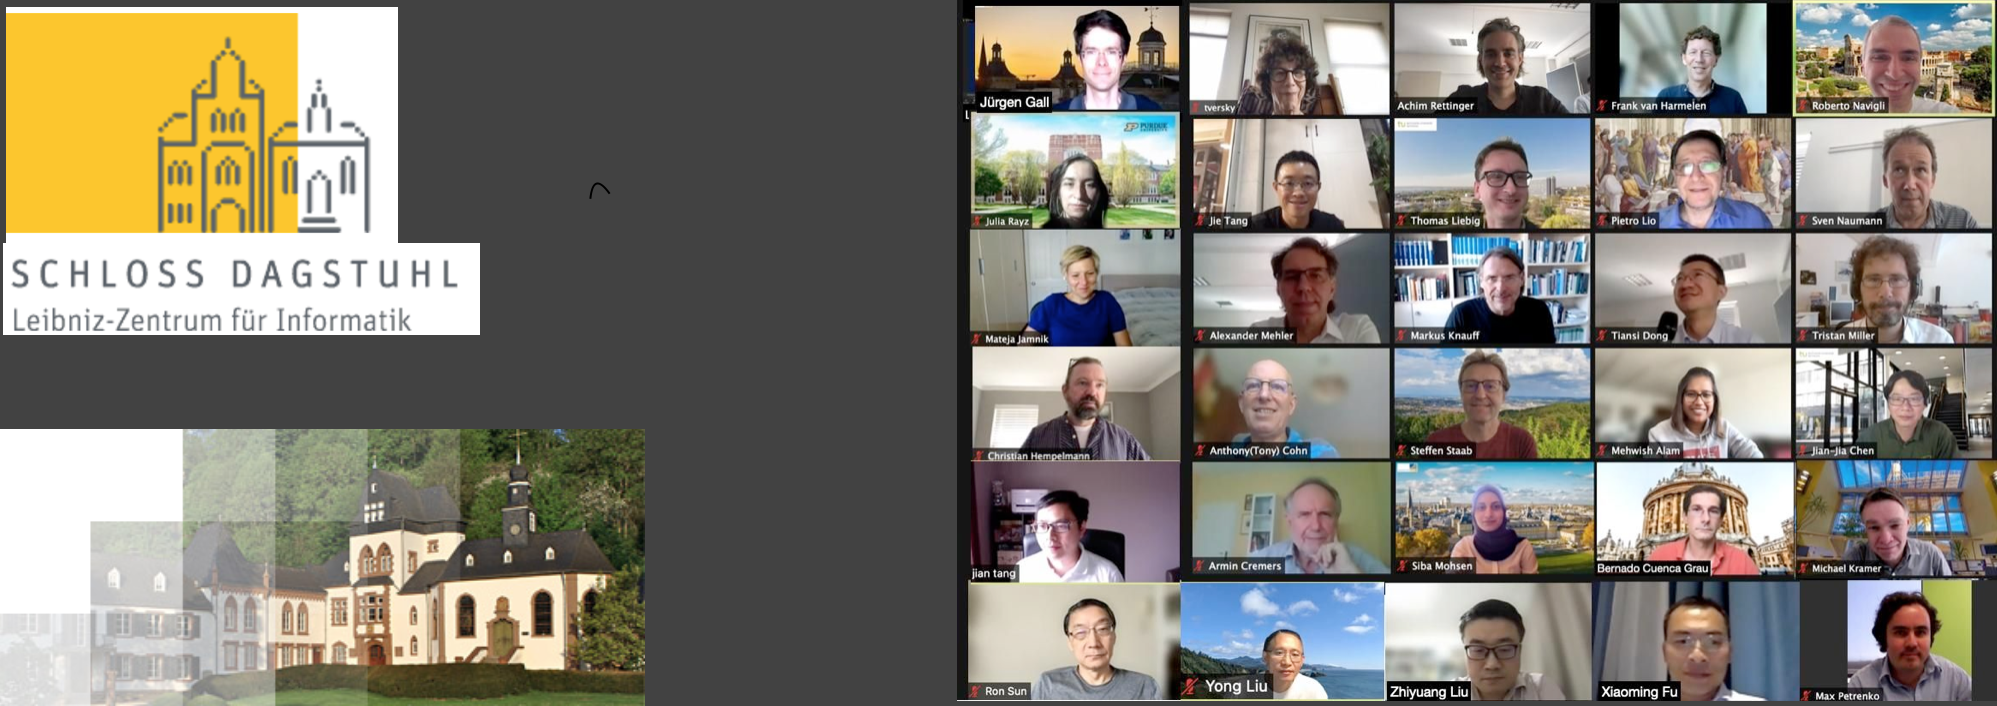 SCHLOSS DAGSTUHL
Leibniz-Zentrum für Informatik
Jürgen Gall
tversky
Achim Rettinger
Frank van Harmelen
Roberto Navigli
PURDUE
UNIVERSITY
Julia Rayz
Jie Tang
Thomas Liebig
Pietro Lio
Sven Naumann
Mateja Jamnik
Alexander Mehler
Markus Knauff
Tiansi Dong
Tristan Miller
Christian Hempelmann
Anthony(Tony) Cohn
Steffen Staab
Mehwish Alam
Jian-Jia Chen
jian tang
Armin Cremers
Siba Mohsen
Bernado Cuenca Grau
Michael Kramer
Ron Sun
Yong Liu
Zhiyuang Liu
Xiaoming Fu
Max Petrenko